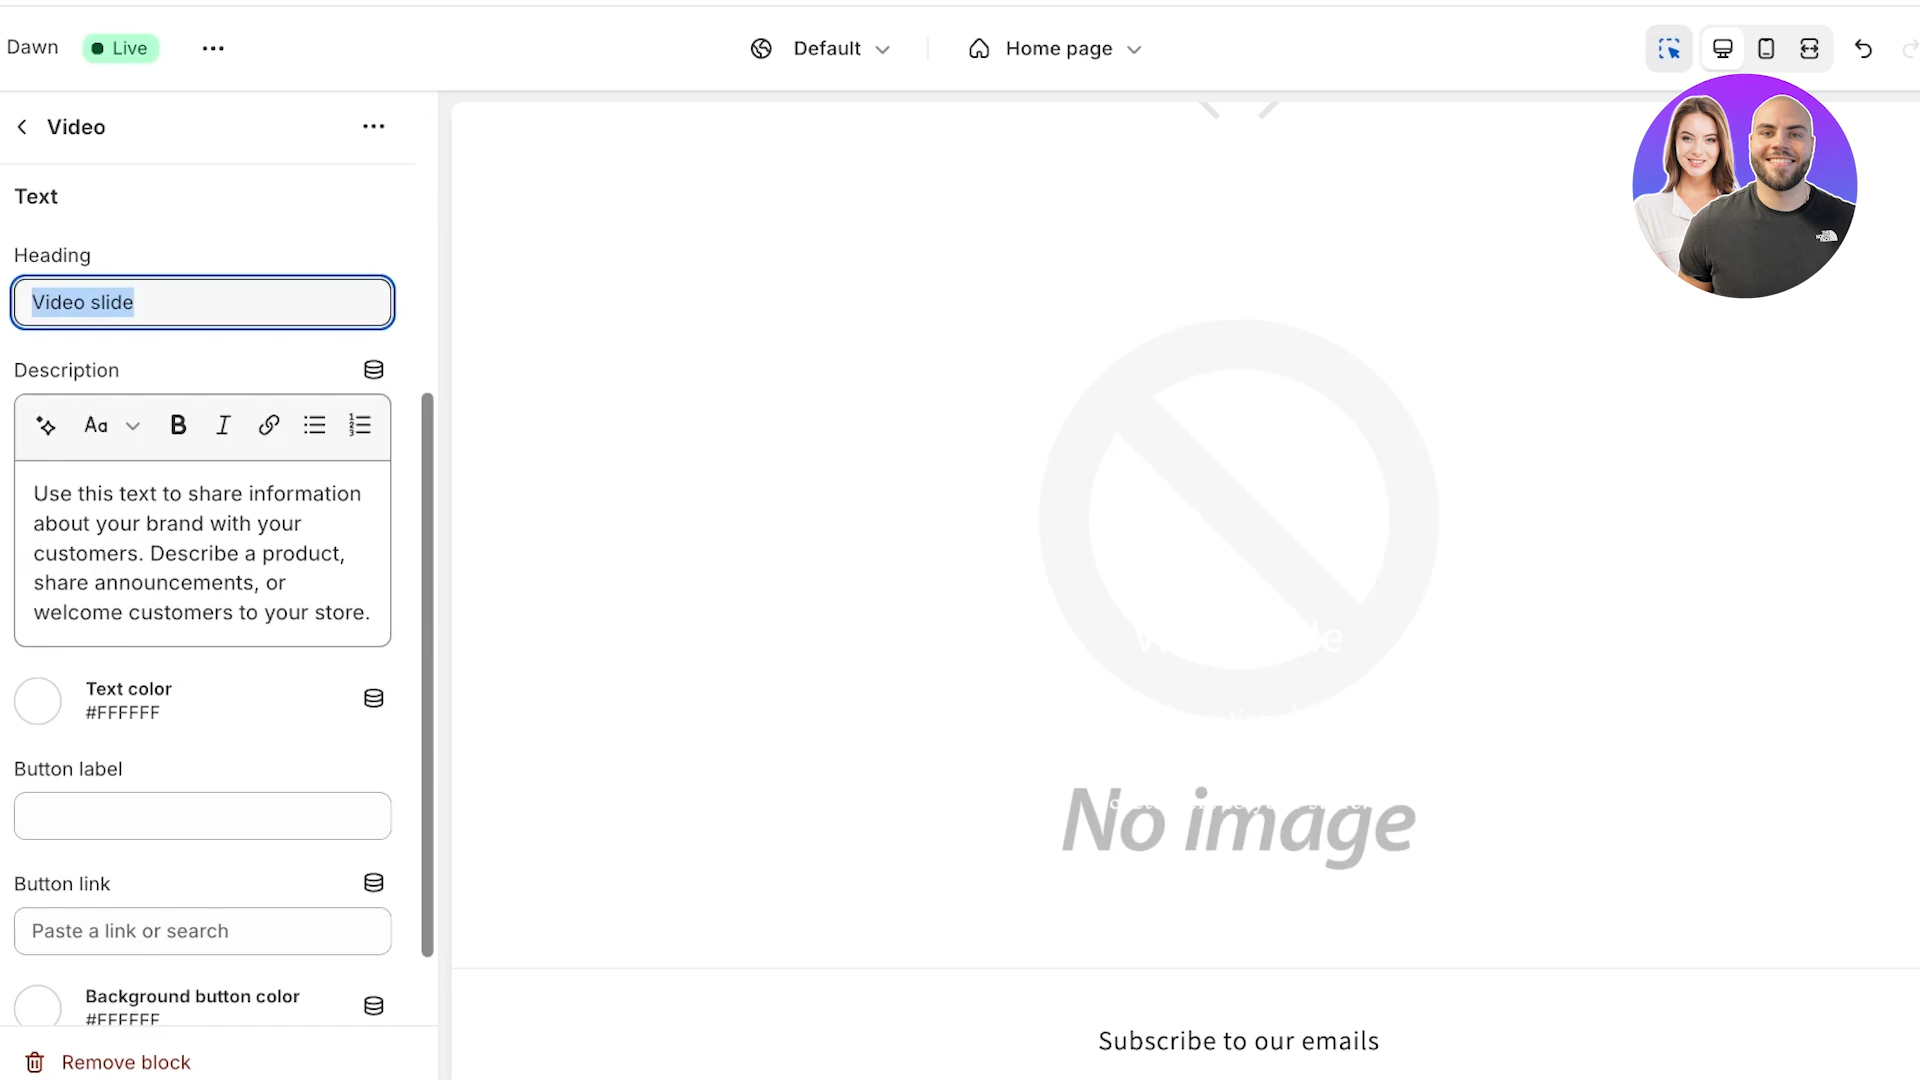 Dawn
Live
Default
Home page
Video
Text
Heading
Video slide
Description
Aa
B
I
Use this text to share information
about your brand with your
customers. Describe a product,
share announcements, or
welcome customers to your store.
Text color
#FFFFFF
Button label
Button link
Paste a link or search
Background button color
#FFFFFF
Remove block
No image
Subscribe to our emails